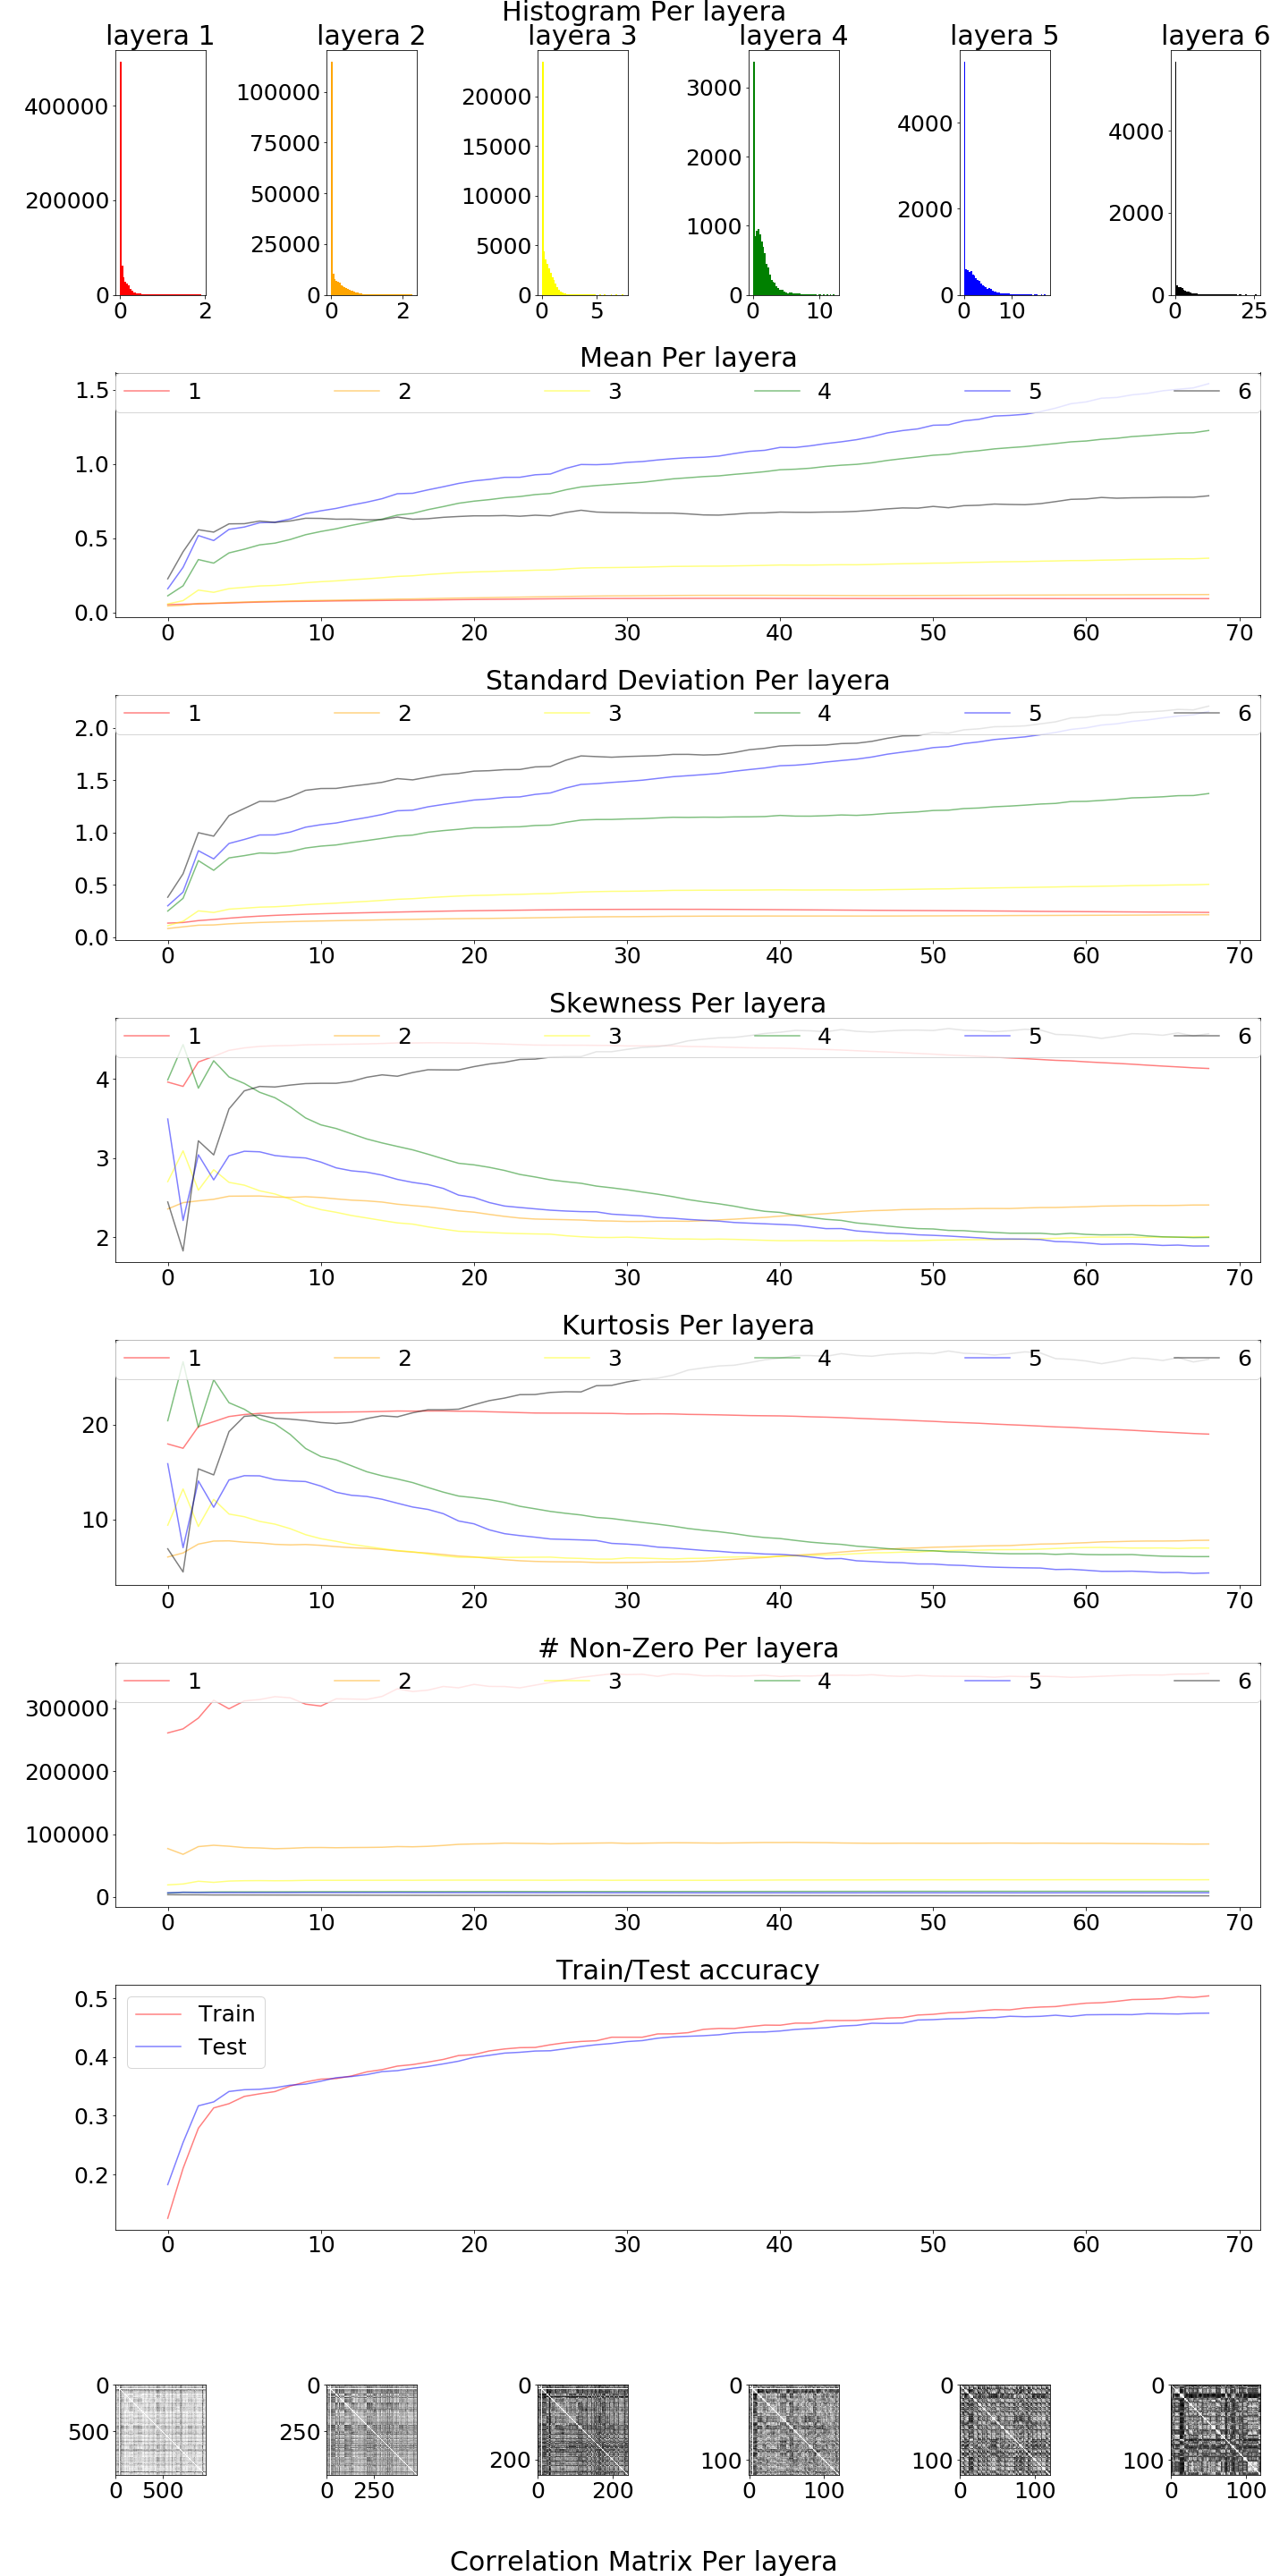 Histogram Per layera
layera 1 layera 2 layera 3 layera 4 layera 5 layera 6
400000 200000 0 0 2
100000 75000 50000 25000 0 0 2
20000 15000 10000 5000 0 0 5
3000 2000 1000 0 0 10
4000 2000 0 0 10
4000 2000 0 0 25
Mean Per layera
1 2 3 4 5 6
1.5
1.0
0.5
0.0
0 10 20 30 40 50 60 70
Standard Deviation Per layera
1 2 3 4 5 6
2.0
1.5
1.0
0.5
0.0
0 10 20 30 40 50 60 70
Skewness Per layera
1 2 3 4 5 6
4
3
2
0 10 20 30 40 50 60 70
Kurtosis Per layera
1 2 3 4 5 6
20
10
0 10 20 30 40 50 60 70
# Non-Zero Per layera
1 2 3 4 5 6
300000
200000
100000
0
0 10 20 30 40 50 60 70
Train/Test accuracy
0.5
Train
Test
0.4
0.3
0.2
0 10 20 30 40 50 60 70
0 500 0 500
0 250 0 250
0 200 0 200
0 100 0 100
0 100 0 100
0 100 0 100
Correlation Matrix Per layera